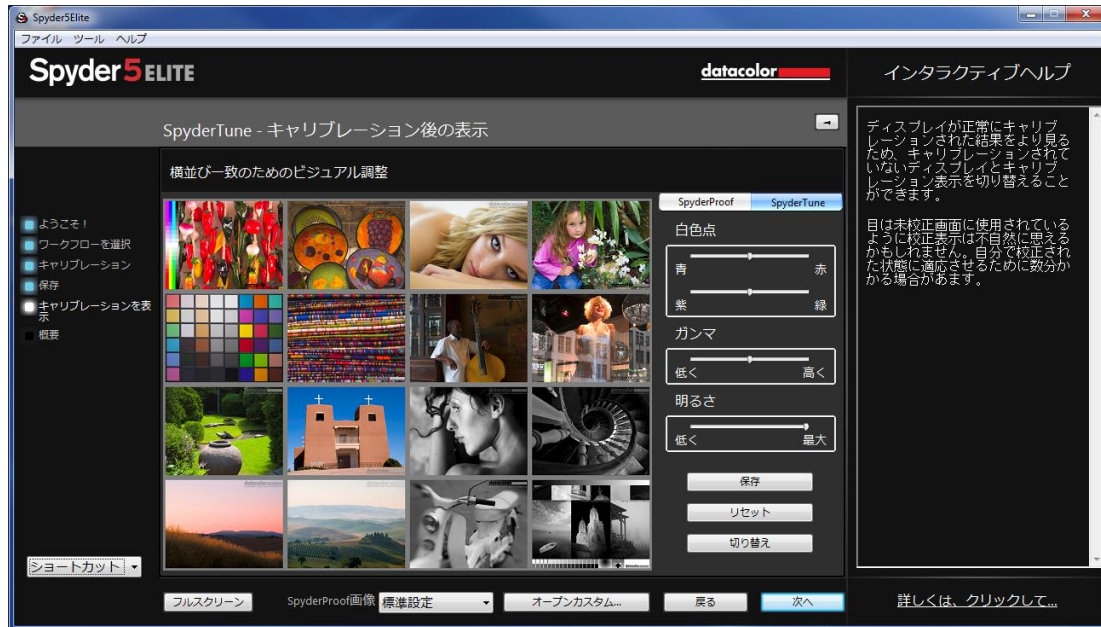 Spyder5Elite
ファイル ツール ヘルプ
Spyder5ELITE
datacolor
インタラクティブヘルプ
SpyderTune - キャリブレーション後の表示
横並び一致のためのビジュアル調整
ようこそ！
ワークフローを選択
キャリブレーション
保存
キャリブレーションを表
示
概要
ショートカット
SpyderProof SpyderTune
白色点
青 赤
紫 緑
ガンマ
低く 高く
明るさ
低く 最大
保存
リセット
切り替え
フルスクリーン
SpyderProof画像 標準設定
オープンカスタム...
戻る
次へ
ディスプレイが正常にキャリブ
レーションされた結果をより見る
ため、キャリブレーションされて
いないディスプレイとキャリブ
レーション表示を切り替えること
ができます。
目は未校正画面に使用されている
ように校正表示は不自然に思える
かもしれません。自分で校正され
た状態に適応させるために数分か
かる場合があます。
詳しくは、クリックして...